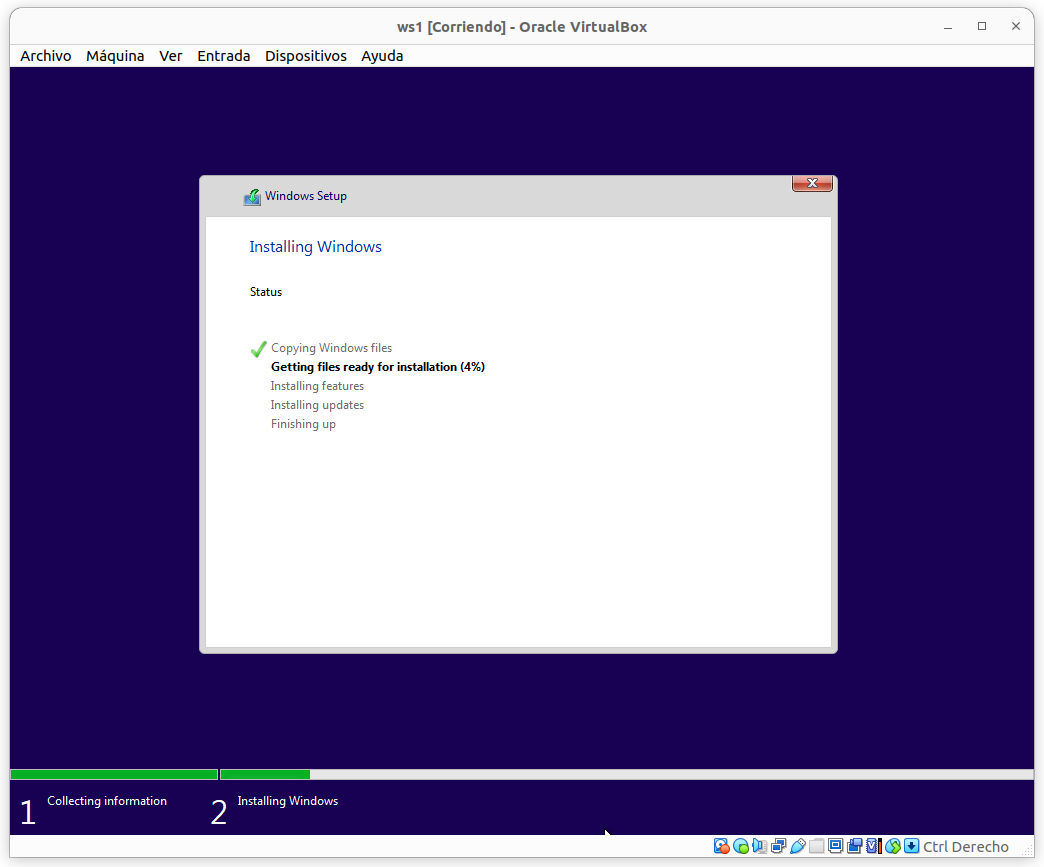 ws1 [Corriendo] - Oracle VirtualBox
Archivo Máquina Ver Entrada Dispositivos Ayuda
Windows Setup
Installing Windows
Status
Copying Windows files
Getting files ready for installation (4%)
Installing features
Installing updates
Finishing up
1 Collecting information 2 Installing Windows
Ctrl Derecho